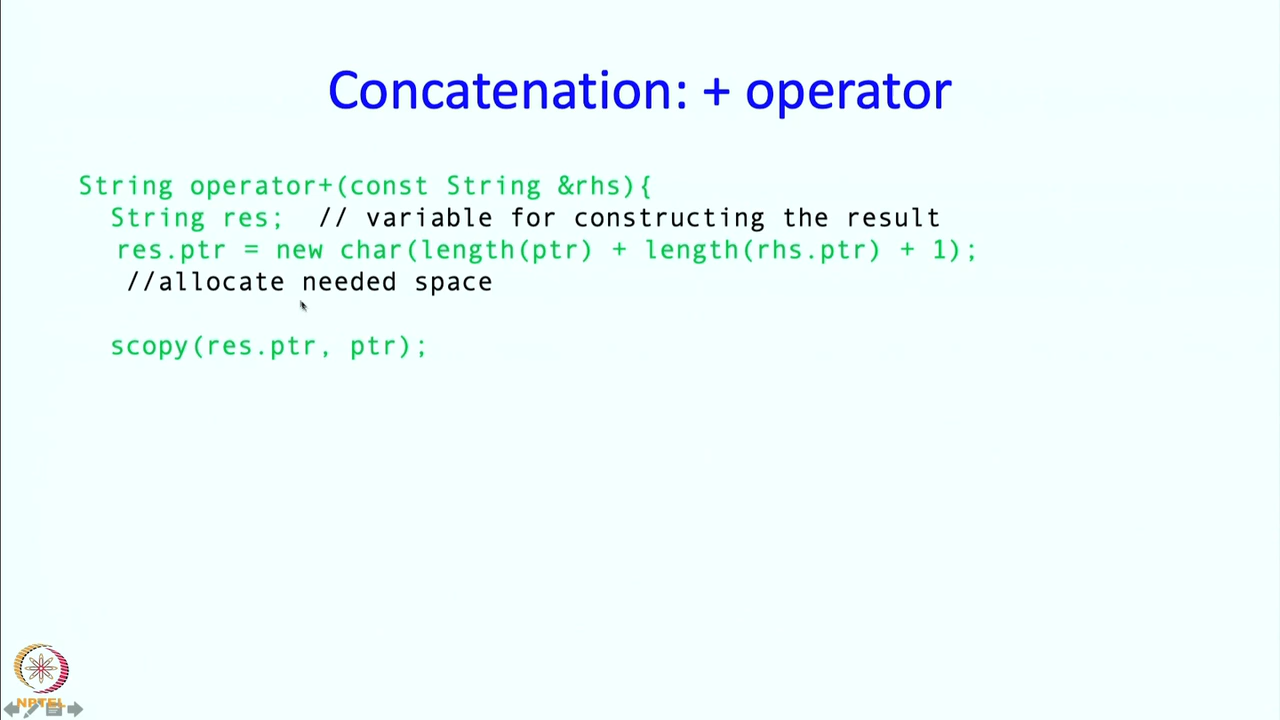 Concatenation: + operator
String operator+(const String &rhs){
String res;  // variable for constructing the result
res.ptr = new char(length(ptr) + length(rhs.ptr) + 1);
//allocate needed space
scopy(res.ptr, ptr);
NPTEL